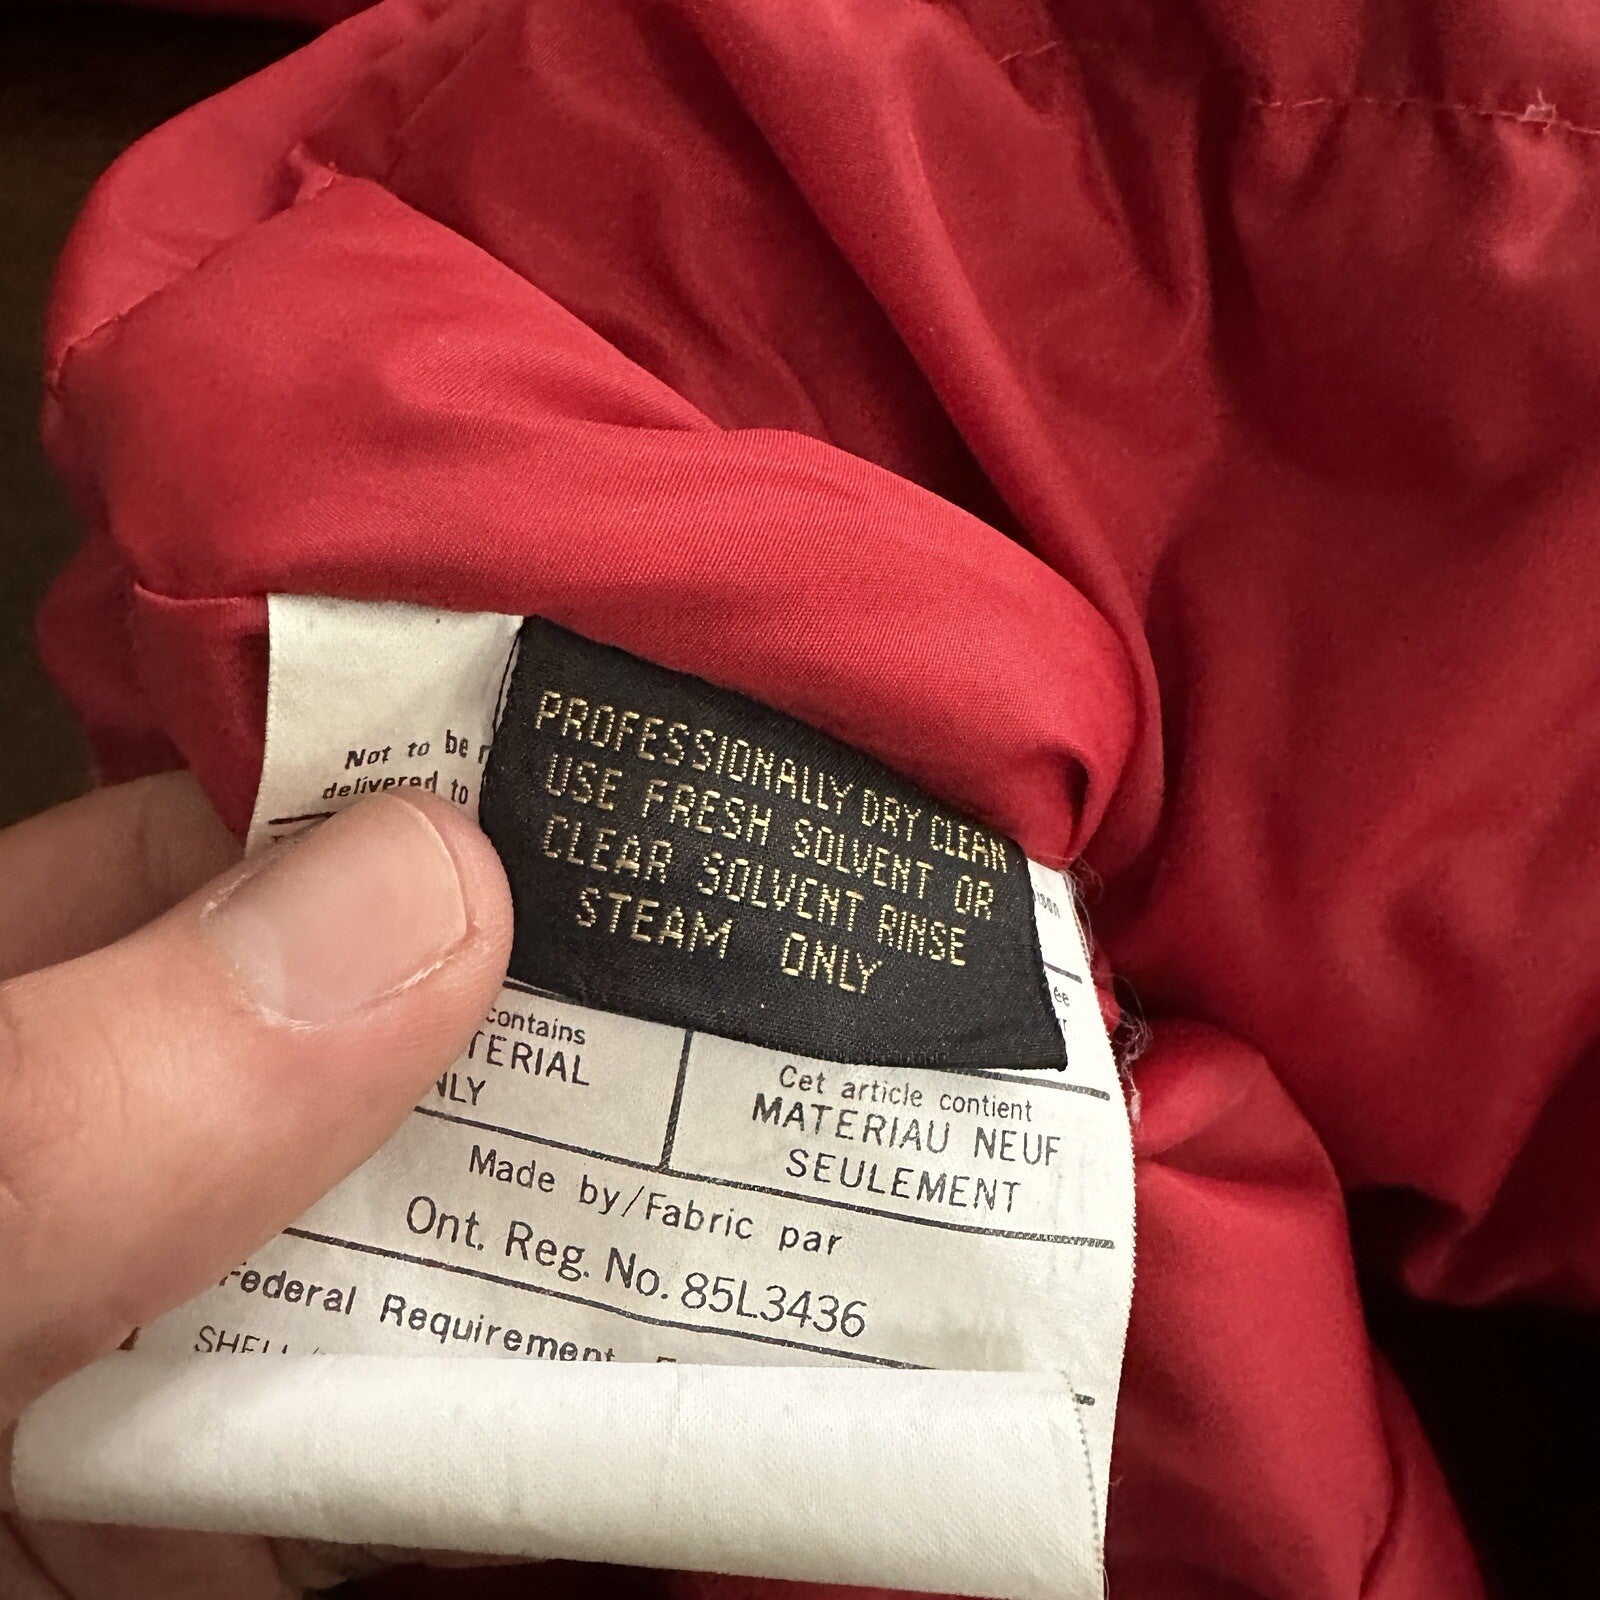 Not to be
delivered to
PROFESSIONALLY DRY CLEAN
USE FRESH SOLVENT OR
CLEAR SOLVENT RINSE
STEAM ONLY
contains
TERIAL
NLY
Cet article contient
MATERIAU NEUF
SEULEMENT
Made by/Fabric par
Ont. Reg. No. 85L3436
Federal Requirement
SHELL